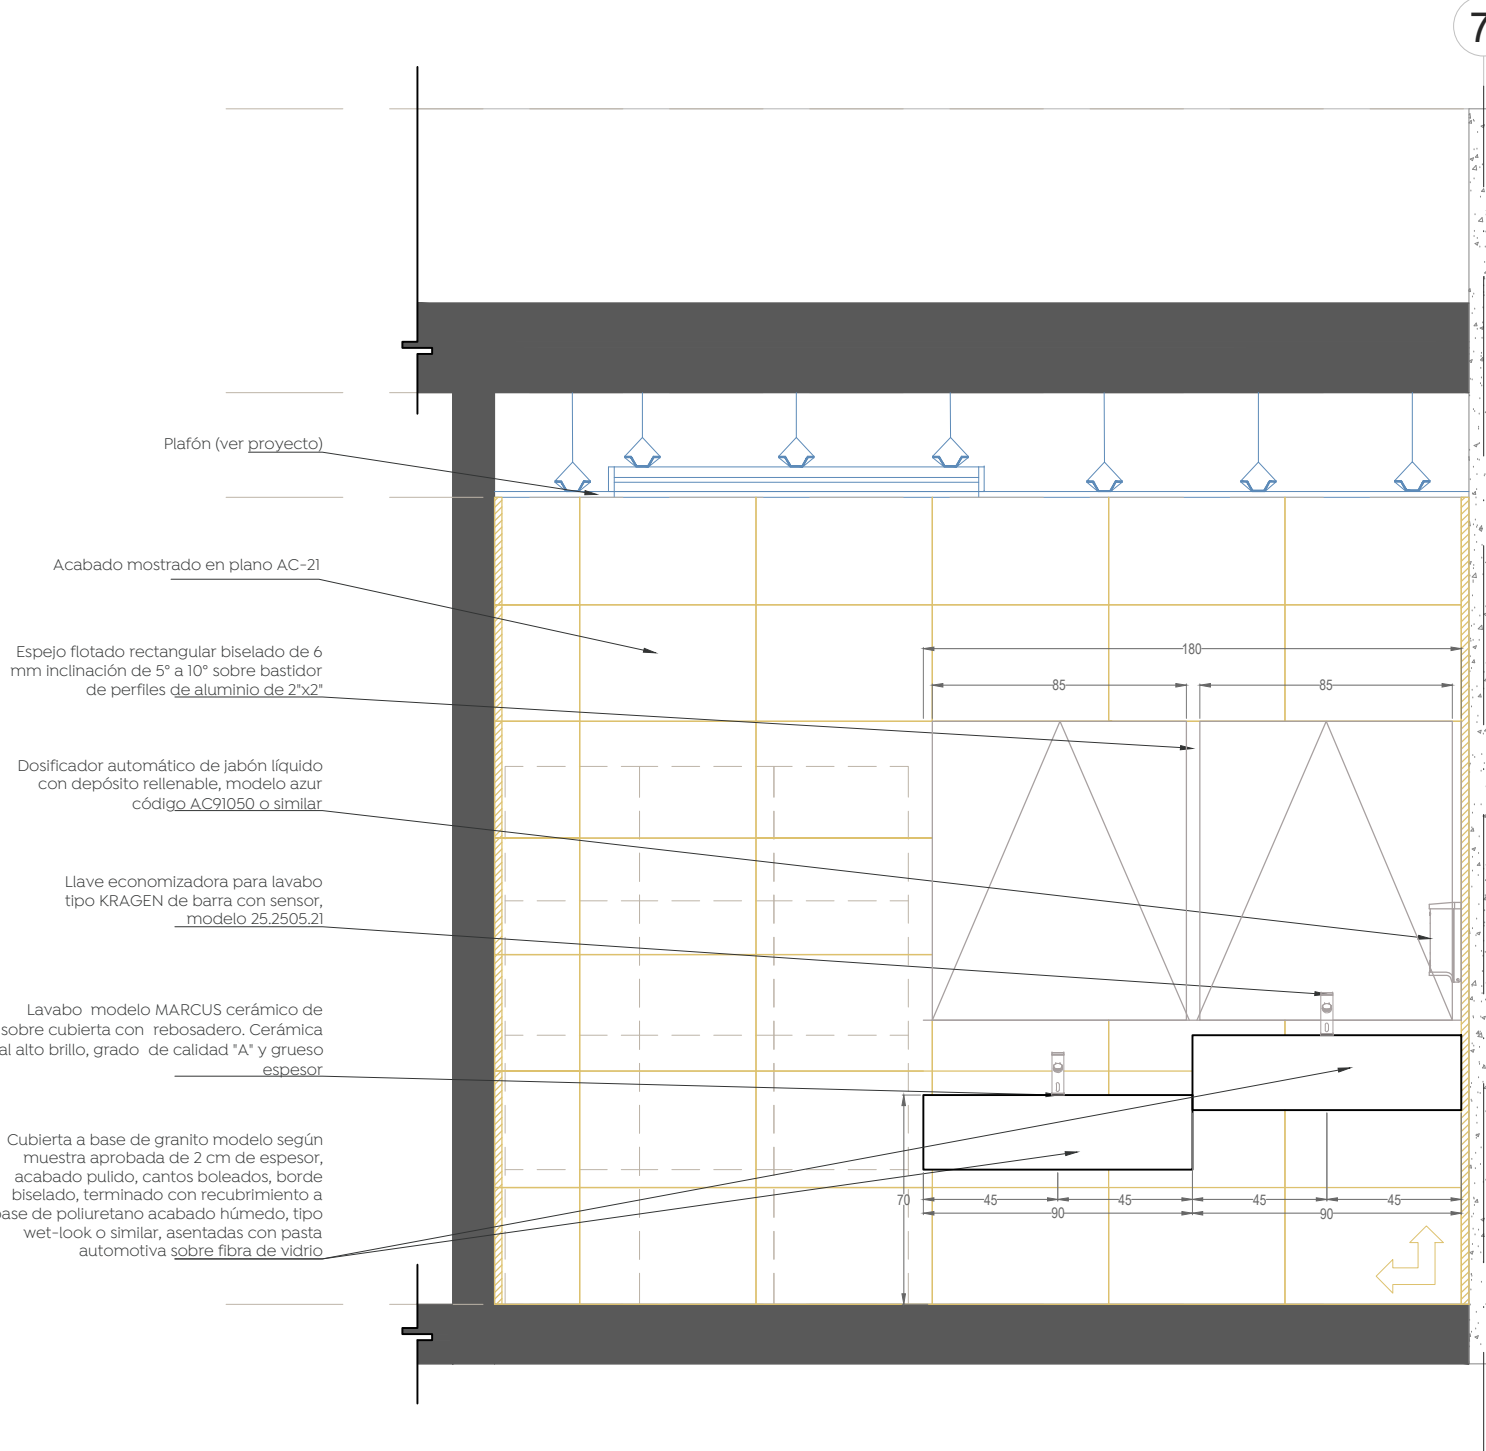 7
Plafón (ver proyecto)
Acabado mostrado en plano AC-21
Espejo flotado rectangular biselado de 6
mm inclinación de 5° a 10° sobre bastidor
de perfiles de aluminio de 2"x2"
180
85
85
Dosificador automático de jabón líquido
con depósito rellenable, modelo azur
código AC91050 o similar
Llave economizadora para lavabo
tipo KRAGEN de barra con sensor,
modelo 25.2505.21
Lavabo modelo MARCUS cerámico de
sobre cubierta con rebosadero. Cerámica
al alto brillo, grado de calidad "A" y grueso
espesor
Cubierta a base de granito modelo según
muestra aprobada de 2 cm de espesor,
acabado pulido, cantos boleados, borde
biselado, terminado con recubrimiento a
base de poliuretano acabado húmedo, tipo
wet-look o similar, asentadas con pasta
automotiva sobre fibra de vidrio
70
45
45
45
45
90
90